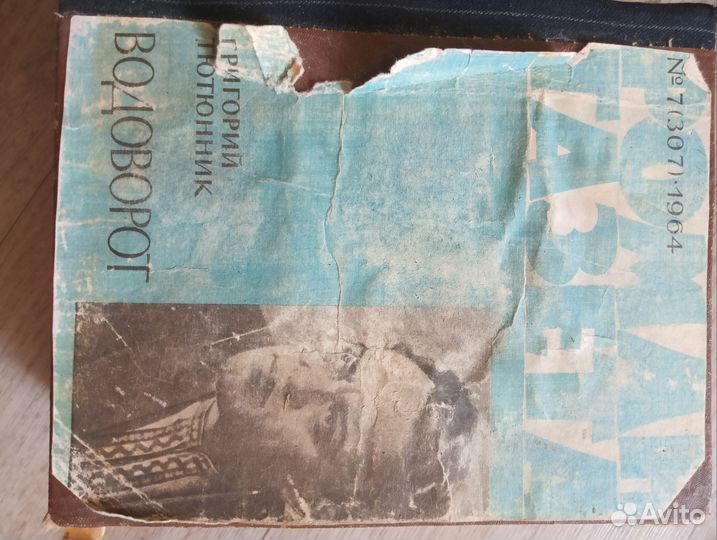 № 7(307)·1964
РОМАН
ГАЗЕТА
ГРИГОРИЙ
ТЮТЮННИК
ВОДОВОРОТ
Avito